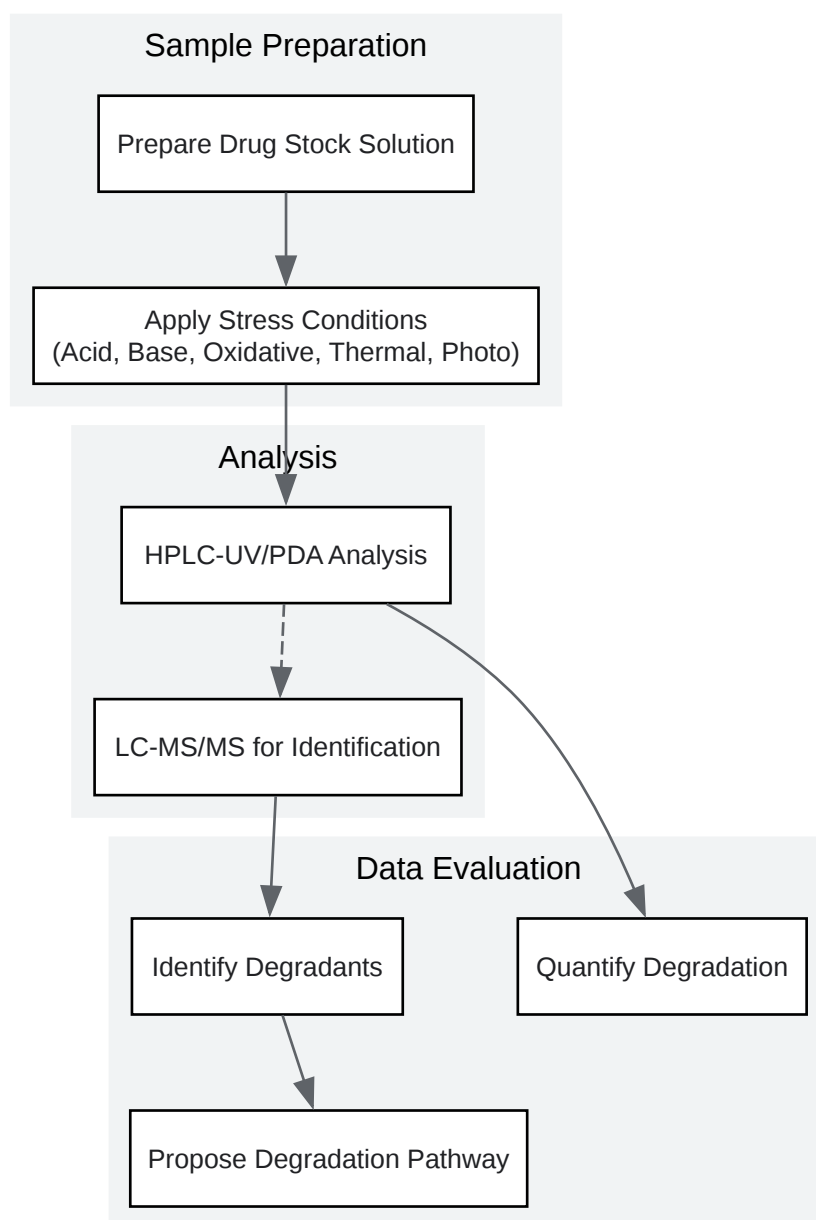 Sample Preparation
Prepare Drug Stock Solution
Apply Stress Conditions
(Acid, Base, Oxidative, Thermal, Photo)
Analysis
HPLC-UV/PDA Analysis
LC-MS/MS for Identification
Data Evaluation
Identify Degradants
Quantify Degradation
Propose Degradation Pathway